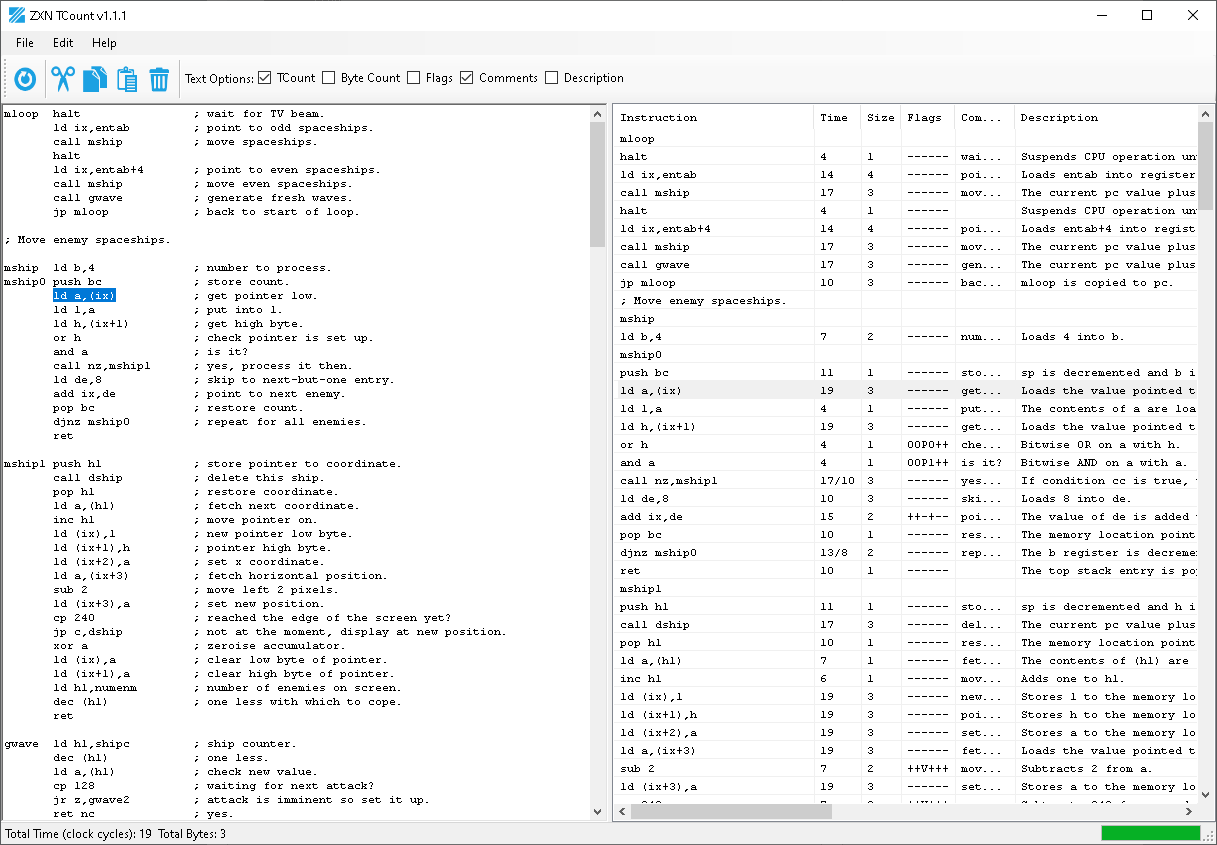 ZXN TCount v1.1.1
File Edit Help
Text Options: TCount Byte Count Flags Comments Description
mloop halt ; wait for TV beam.
ld ix,entab ; point to odd spaceships.
call mship ; move spaceships.
halt
ld ix,entab+4 ; point to even spaceships.
call mship ; move even spaceships.
call gwave ; generate fresh waves.
jp mloop ; back to start of loop.
; Move enemy spaceships.
mship ld b,4 ; number to process.
mship0 push bc ; store count.
ld a,(ix) ; get pointer low.
ld l,a ; put into l.
ld h,(ix+1) ; get high byte.
or h ; check pointer is set up.
and a ; is it?
call nz,mship1 ; yes, process it then.
ld de,8 ; skip to next-but-one entry.
add ix,de ; point to next enemy.
pop bc ; restore count.
djnz mship0 ; repeat for all enemies.
ret
mship1 push hl ; store pointer to coordinate.
call dship ; delete this ship.
pop hl ; restore coordinate.
ld a,(hl) ; fetch next coordinate.
inc hl ; move pointer on.
ld (ix),l ; new pointer low byte.
ld (ix+1),h ; pointer high byte.
ld (ix+2),a ; set x coordinate.
ld a,(ix+3) ; fetch horizontal position.
sub 2 ; move left 2 pixels.
ld (ix+3),a ; set new position.
cp 240 ; reached the edge of the screen yet?
jp c,dship ; not at the moment, display at new position.
xor a ; zeroise accumulator.
ld (ix),a ; clear low byte of pointer.
ld (ix+1),a ; clear high byte of pointer.
ld hl,numenm ; number of enemies on screen.
dec (hl) ; one less with which to cope.
ret
gwave ld hl,shipc ; ship counter.
dec (hl) ; one less.
ld a,(hl) ; check new value.
cp 128 ; waiting for next attack?
jr z,gwave2 ; attack is imminent so set it up.
ret nc ; yes.
Instruction Time Size Flags Com... Description
mloop
halt 4 1 ------ wai... Suspends CPU operation un
ld ix,entab 14 4 ------ poi... Loads entab into register
call mship 17 3 ------ mov... The current pc value plus
halt 4 1 ------ Suspends CPU operation un
ld ix,entab+4 14 4 ------ poi... Loads entab+4 into regist
call mship 17 3 ------ mov... The current pc value plus
call gwave 17 3 ------ gen... The current pc value plus
jp mloop 10 3 ------ bac... mloop is copied to pc.
; Move enemy spaceships.
mship
ld b,4 7 2 ------ num... Loads 4 into b.
mship0
push bc 11 1 ------ sto... sp is decremented and b i
ld a,(ix) 19 3 ------ get... Loads the value pointed t
ld l,a 4 1 ------ put... The contents of a are loa
ld h,(ix+1) 19 3 ------ get... Loads the value pointed t
or h 4 1 00P0++ che... Bitwise OR on a with h.
and a 4 1 00P1++ is it? Bitwise AND on a with a.
call nz,mship1 17/10 3 ------ yes... If condition cc is true,
ld de,8 10 3 ------ ski... Loads 8 into de.
add ix,de 15 2 ++-+-- poi... The value of de is added
pop bc 10 1 ------ res... The memory location point
djnz mship0 13/8 2 ------ rep... The b register is decreme
ret 10 1 ------ The top stack entry is po
mship1
push hl 11 1 ------ sto... sp is decremented and h i
call dship 17 3 ------ del... The current pc value plus
pop hl 10 1 ------ res... The memory location point
ld a,(hl) 7 1 ------ fet... The contents of (hl) are
inc hl 6 1 ------ mov... Adds one to hl.
ld (ix),l 19 3 ------ new... Stores l to the memory lo
ld (ix+1),h 19 3 ------ poi... Stores h to the memory lo
ld (ix+2),a 19 3 ------ set... Stores a to the memory lo
ld a,(ix+3) 19 3 ------ fet... Loads the value pointed t
sub 2 7 2 ++V+++ mov... Subtracts 2 from a.
ld (ix+3),a 19 3 ------ set... Stores a to the memory lo
Total Time (clock cycles): 19 Total Bytes: 3